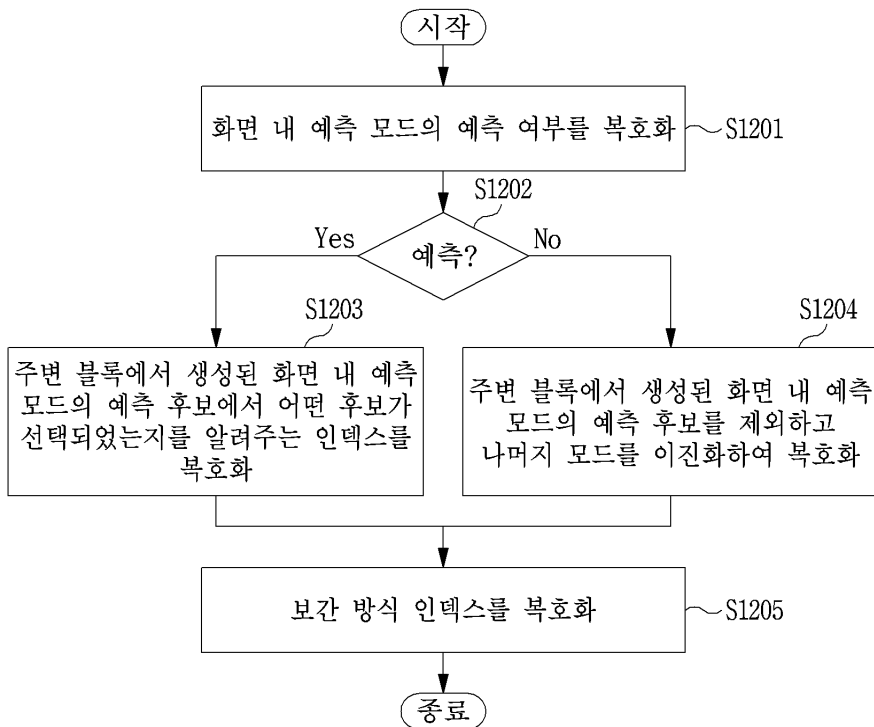 시작
화면 내 예측 모드의 예측 여부를 복호화
S1201
S1202
예측?
Yes
No
S1203
주변 블록에서 생성된 화면 내 예측
모드의 예측 후보에서 어떤 후보가
선택되었는지를 알려주는 인덱스를
복호화
S1204
주변 블록에서 생성된 화면 내 예측
모드의 예측 후보를 제외하고
나머지 모드를 이진화하여 복호화
보간 방식 인덱스를 복호화
S1205
종료